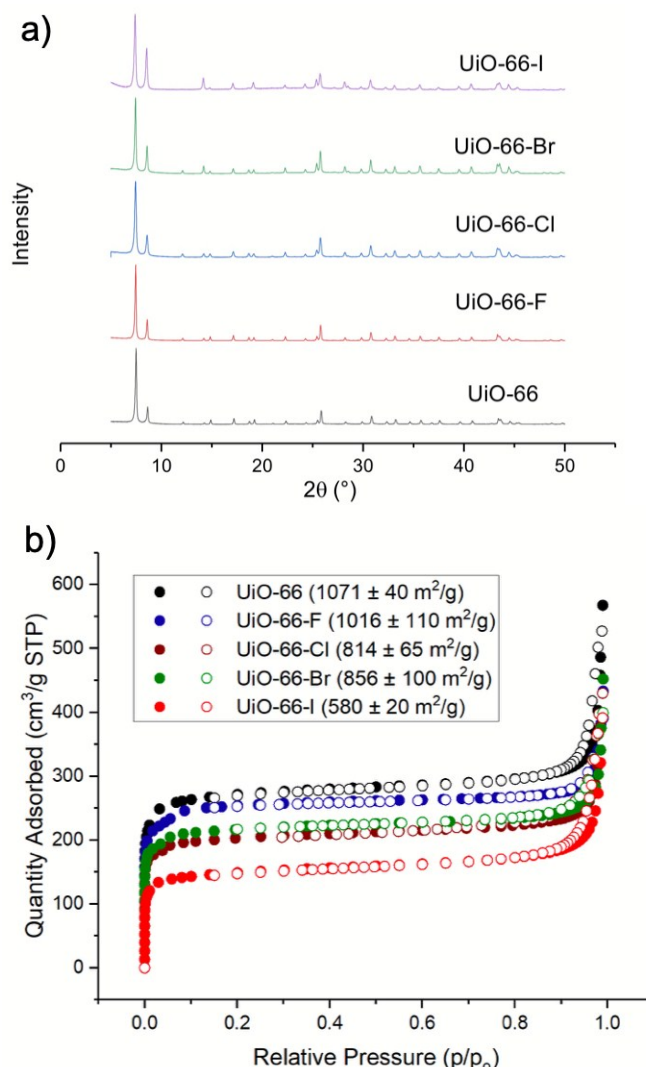 a)
UiO-66-I
UiO-66-Br
UiO-66-Cl
UiO-66-F
UiO-66
Intensity
0 10 20 30 40 50
2θ (°)
b)
600
500
400
300
200
100
0
Quantity Adsorbed (cm³/g STP)
UiO-66 (1071 ± 40 m²/g)
UiO-66-F (1016 ± 110 m²/g)
UiO-66-Cl (814 ± 65 m²/g)
UiO-66-Br (856 ± 100 m²/g)
UiO-66-I (580 ± 20 m²/g)
0.0 0.2 0.4 0.6 0.8 1.0
Relative Pressure (p/pₒ)